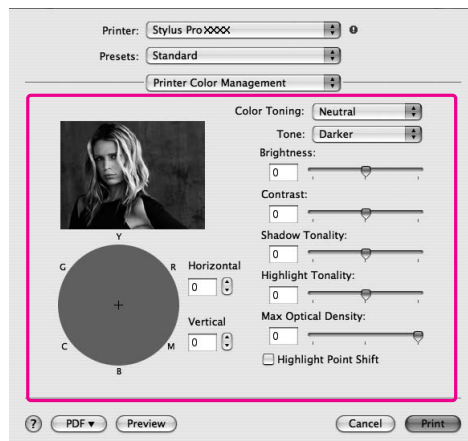 Printer: Stylus Pro XXXX
Presets: Standard
Printer Color Management
Color Toning: Neutral
Tone: Darker
Brightness:
0
Contrast:
0
Shadow Tonality:
0
Highlight Tonality:
0
Max Optical Density:
0
Highlight Point Shift
Y
G R
C M
B
Horizontal
0
Vertical
0
? PDF ▼ Preview Cancel Print